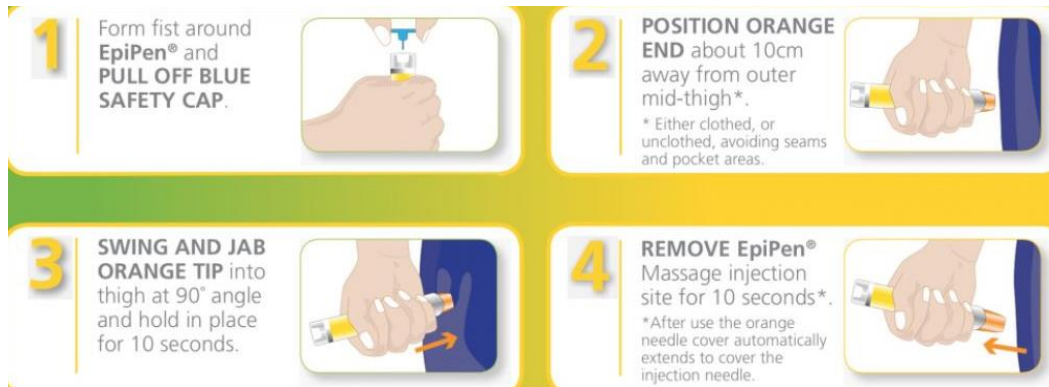 1
Form fist around
EpiPen® and
PULL OFF BLUE
SAFETY CAP.
2
POSITION ORANGE
END about 10cm
away from outer
mid-thigh*.
* Either clothed, or
unclothed, avoiding seams
and pocket areas.
3
SWING AND JAB
ORANGE TIP into
thigh at 90° angle
and hold in place
for 10 seconds.
4
REMOVE EpiPen®
Massage injection
site for 10 seconds*.
*After use the orange
needle cover automatically
extends to cover the
injection needle.